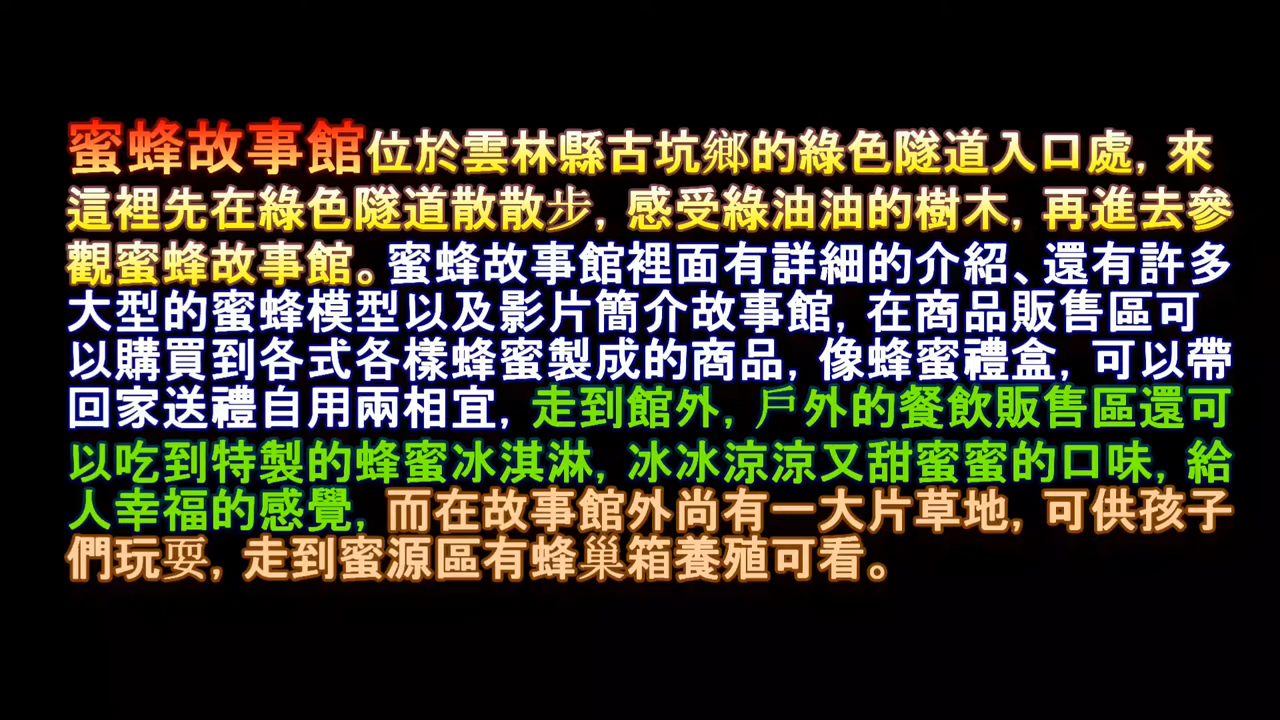 蜜蜂故事館位於雲林縣古坑鄉的綠色隧道入口處, 來
這裡先在綠色隧道散散步, 感受綠油油的樹木, 再進去參
觀蜜蜂故事館。蜜蜂故事館裡面有詳細的介紹、還有許多
大型的蜜蜂模型以及影片簡介故事館, 在商品販售區可
以購買到各式各樣蜂蜜製成的商品, 像蜂蜜禮盒, 可以帶
回家送禮自用兩相宜, 走到館外, 戶外的餐飲販售區還可
以吃到特製的蜂蜜冰淇淋, 冰冰涼涼又甜蜜蜜的口味, 給
人幸福的感覺, 而在故事館外尚有一大片草地, 可供孩子
們玩耍, 走到蜜源區有蜂巢箱養殖可看。